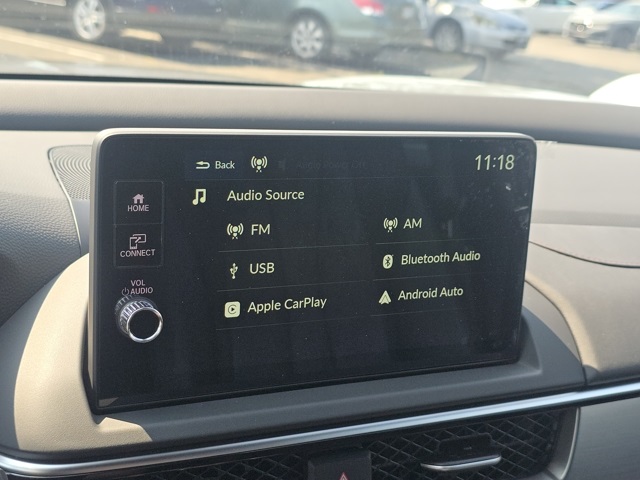 Back
11:18
Audio Source
HOME
FM
AM
CONNECT
USB
Bluetooth Audio
VOL
AUDIO
Apple CarPlay
Android Auto